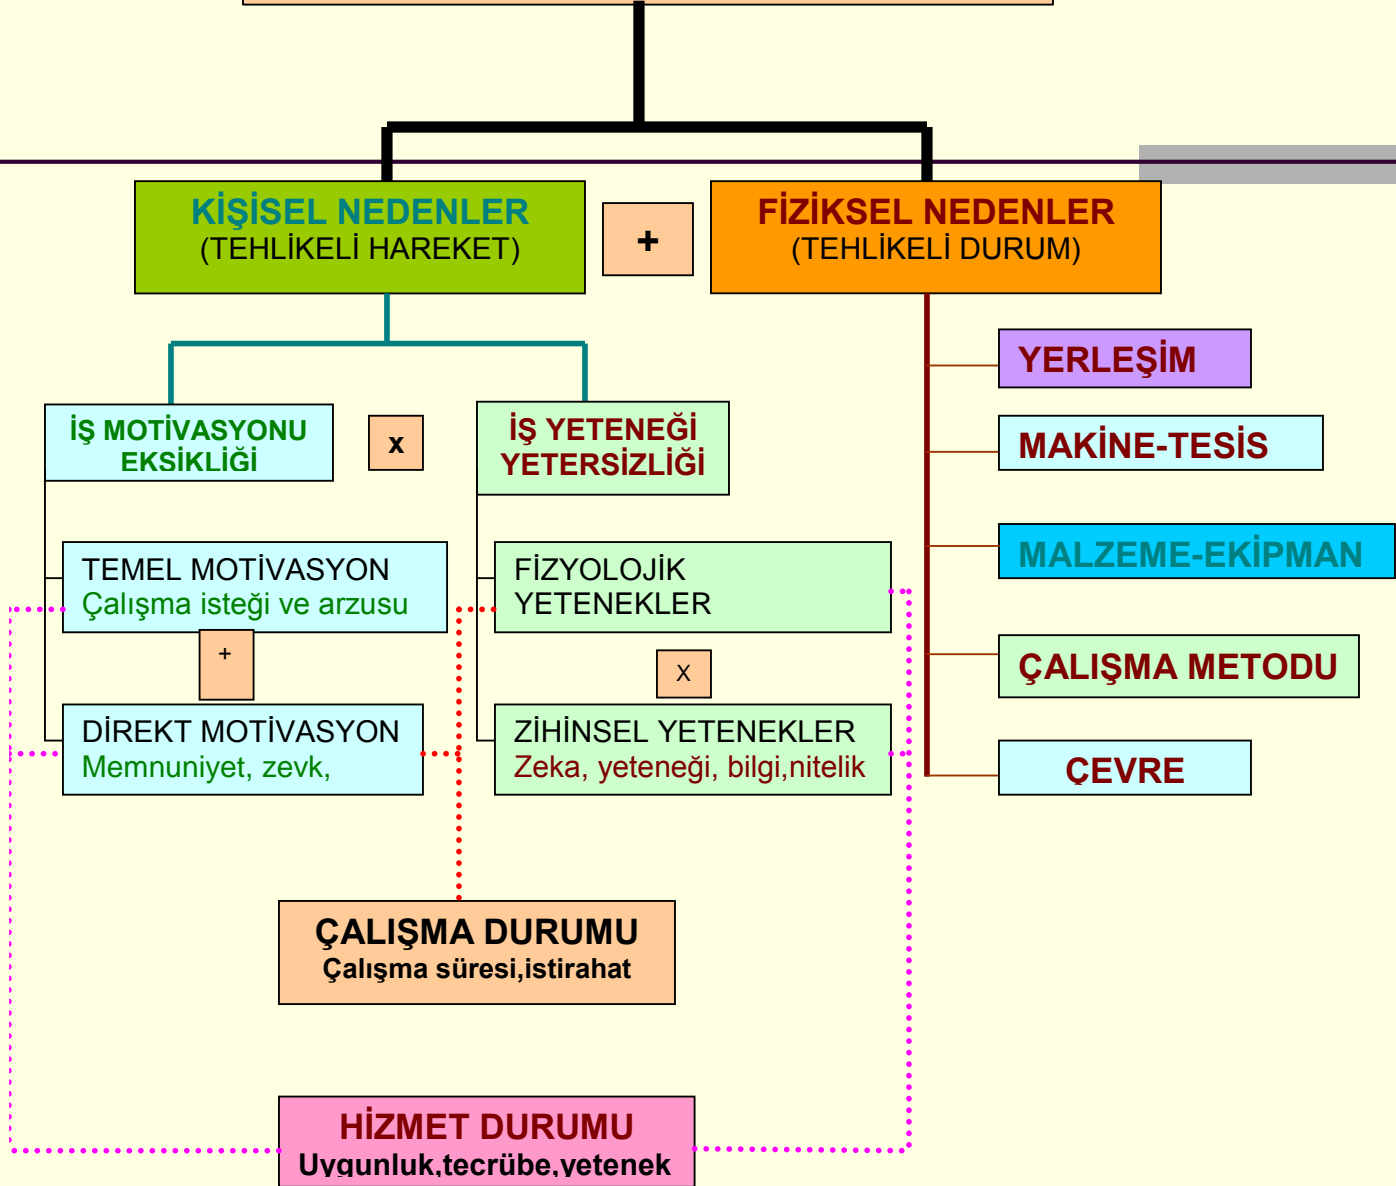 KİŞİSEL NEDENLER
(TEHLİKELİ HAREKET)
+
FİZİKSEL NEDENLER
(TEHLİKELİ DURUM)
İŞ MOTİVASYONU
EKSİKLİĞİ
x
İŞ YETENEĞİ
YETERSİZLİĞİ
TEMEL MOTİVASYON
Çalışma isteği ve arzusu
+
DİREKT MOTİVASYON
Memnuniyet, zevk,
FİZYOLOJİK
YETENEKLER
X
ZİHİNSEL YETENEKLER
Zeka, yeteneği, bilgi,nitelik
YERLEŞİM
MAKİNE-TESİS
MALZEME-EKİPMAN
ÇALIŞMA METODU
ÇEVRE
ÇALIŞMA DURUMU
Çalışma süresi,istirahat
HİZMET DURUMU
Uygunluk,tecrübe,yetenek